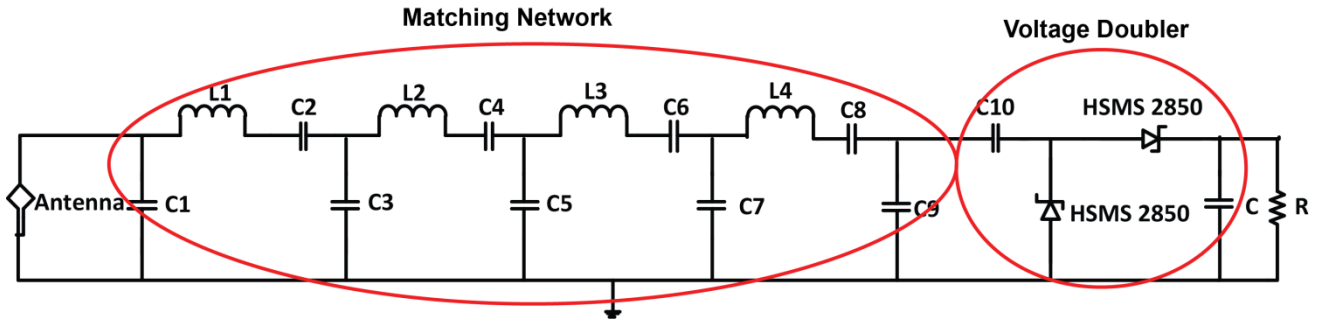 Matching Network
Voltage Doubler
L1
C2
L2
C4
L3
C6
L4
C8
C10
HSMS 2850
Antenna
C1
C3
C5
C7
C9
HSMS 2850
C
R